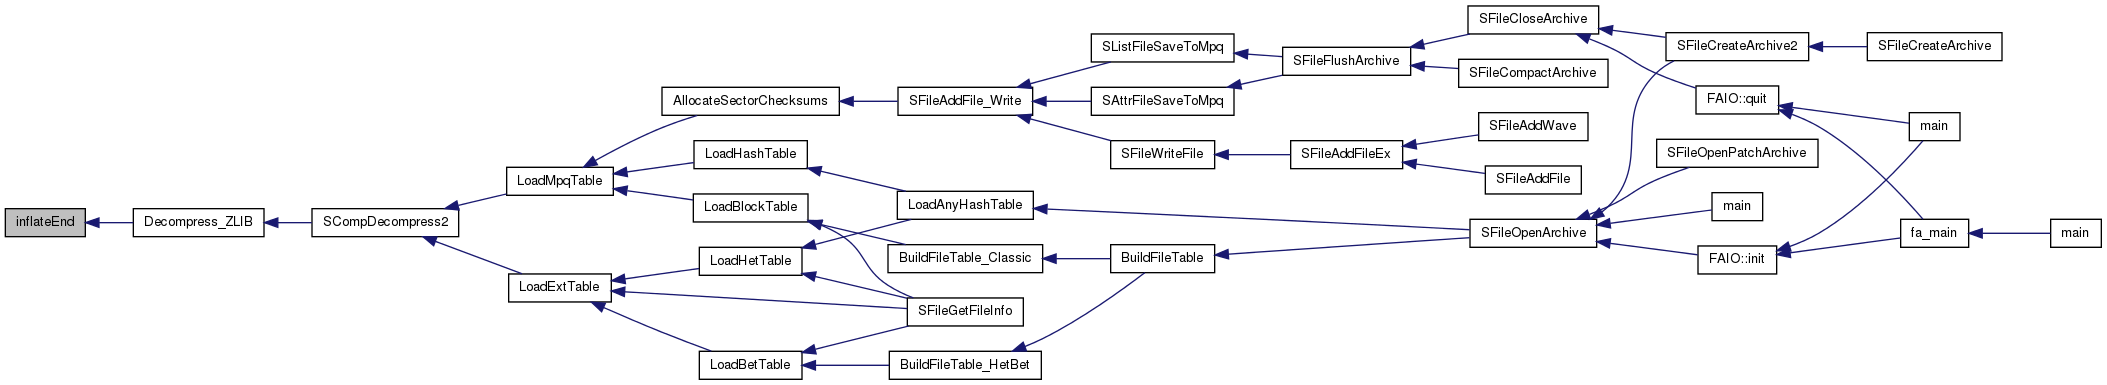 inflateEnd
Decompress_ZLIB
SCompDecompress2
LoadMpqTable
LoadExtTable
AllocateSectorChecksums
LoadHashTable
LoadBlockTable
LoadHetTable
LoadBetTable
SFileAddFile_Write
LoadAnyHashTable
BuildFileTable_Classic
SFileGetFileInfo
BuildFileTable_HetBet
SListFileSaveToMpq
SAttrFileSaveToMpq
SFileWriteFile
BuildFileTable
SFileFlushArchive
SFileAddFileEx
SFileCloseArchive
SFileCompactArchive
SFileAddWave
SFileAddFile
SFileOpenArchive
SFileCreateArchive2
FAIO::quit
SFileOpenPatchArchive
main
FAIO::init
SFileCreateArchive
main
fa_main
main